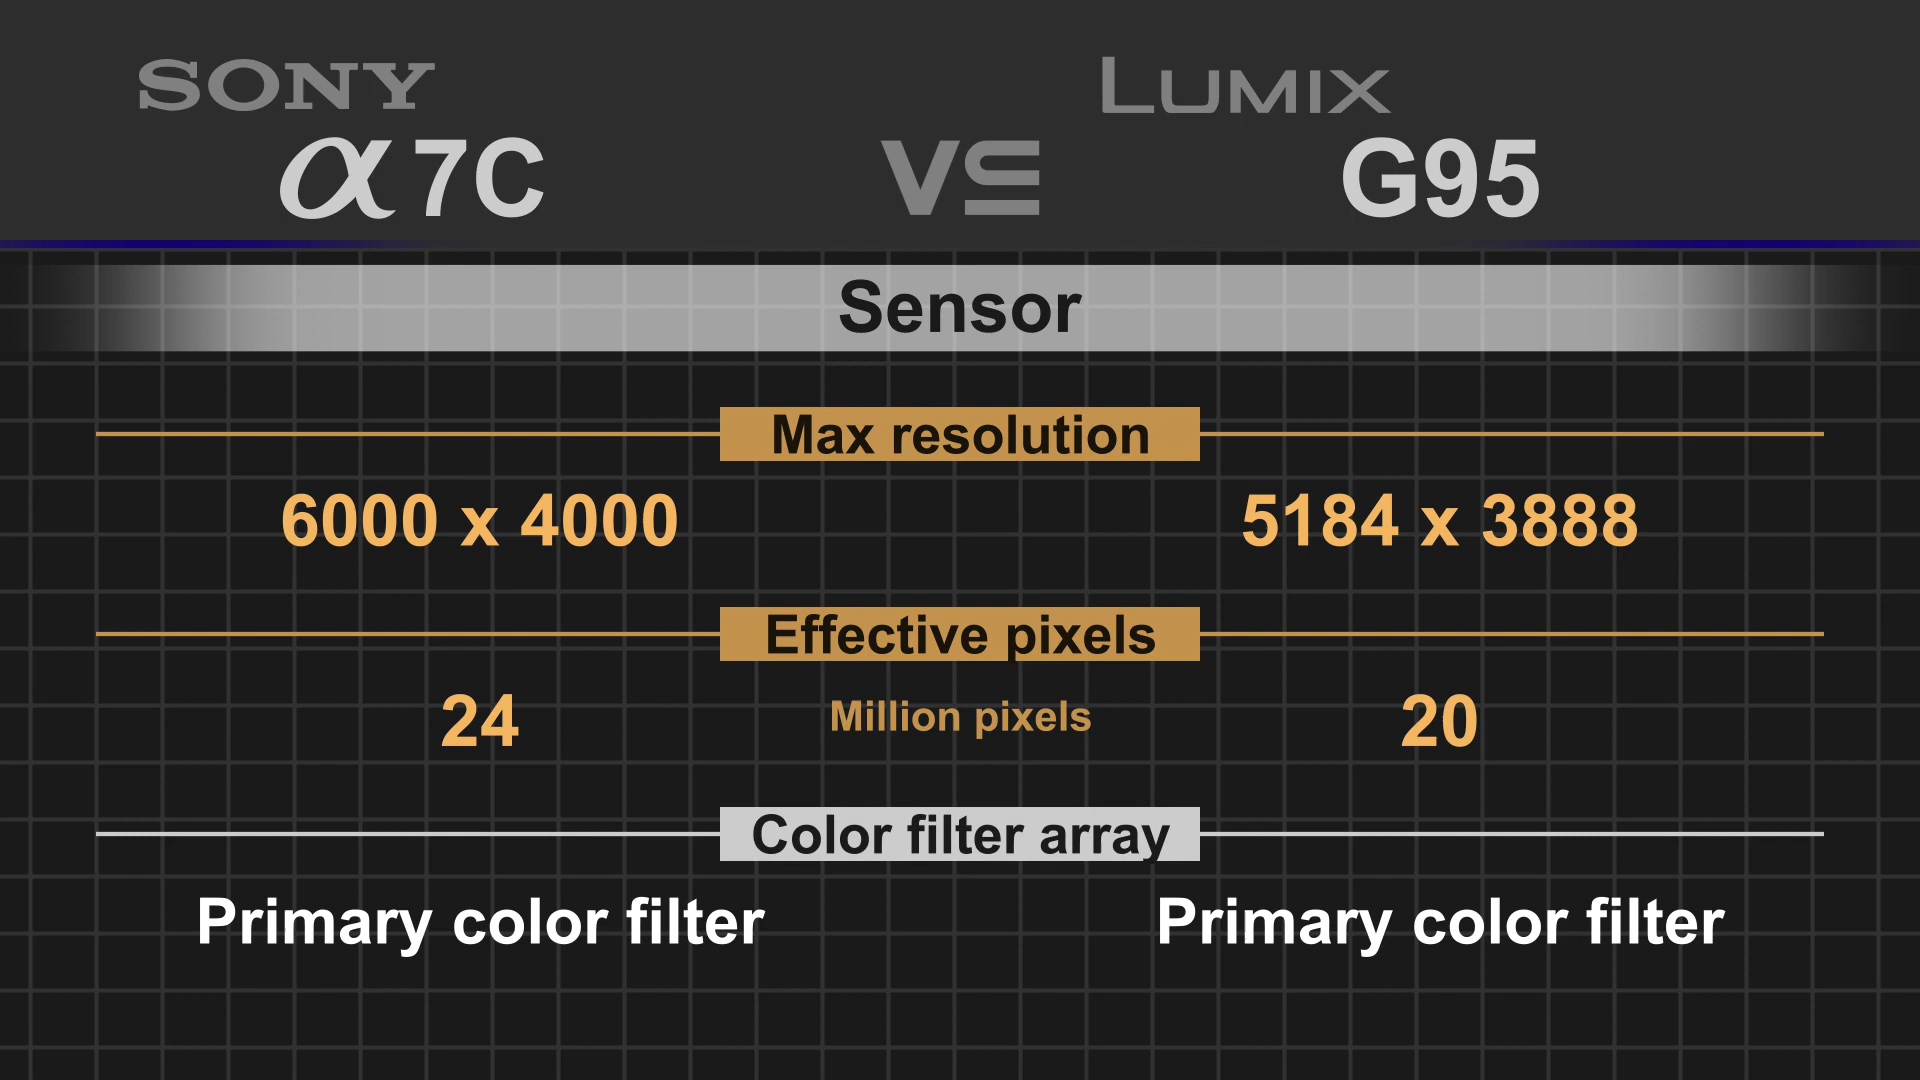 SONY
LUMIX
α7C
VS
G95
Sensor
Max resolution
6000 x 4000
5184 x 3888
Effective pixels
24
Million pixels
20
Color filter array
Primary color filter
Primary color filter